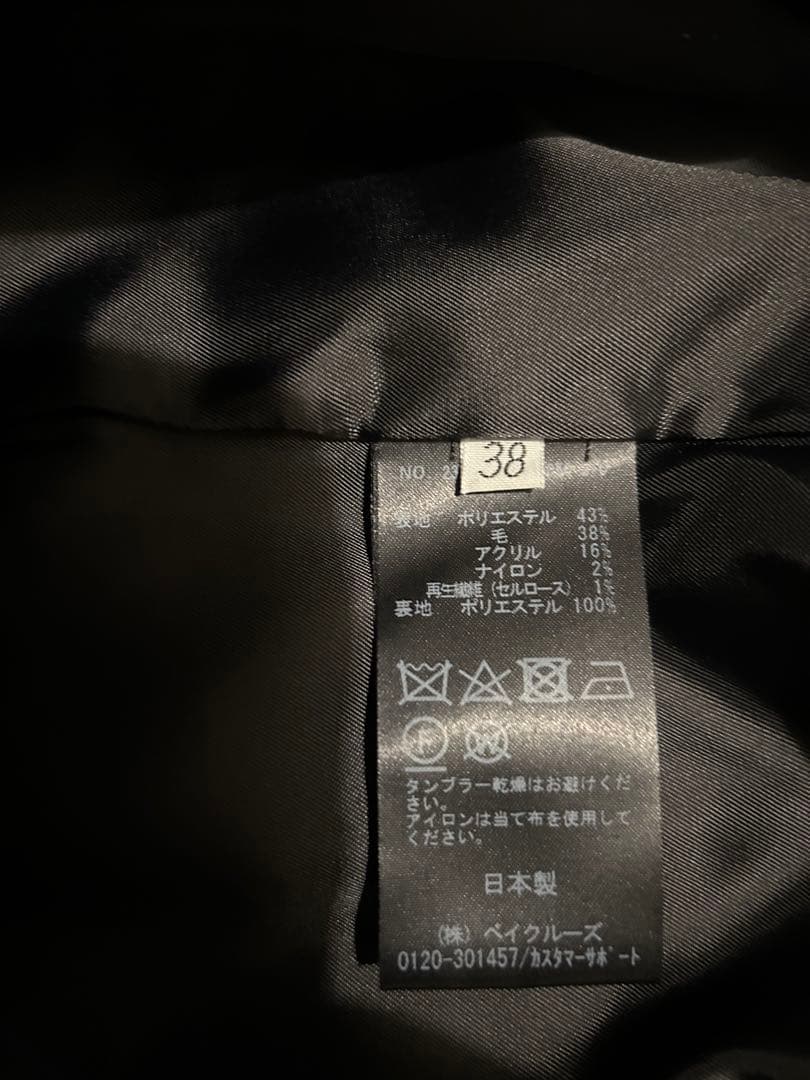 38
NO
表地 ポリエステル 43%
毛 38%
アクリル 16%
ナイロン 2%
再生繊維(セルロース) 1%
裏地 ポリエステル 100%
F W
タンブラー乾燥はお避けくだ
さい。
アイロンは当て布を使用して
ください。
日本製
(株) ベイクルーズ
0120-301457/カスタマーサポート